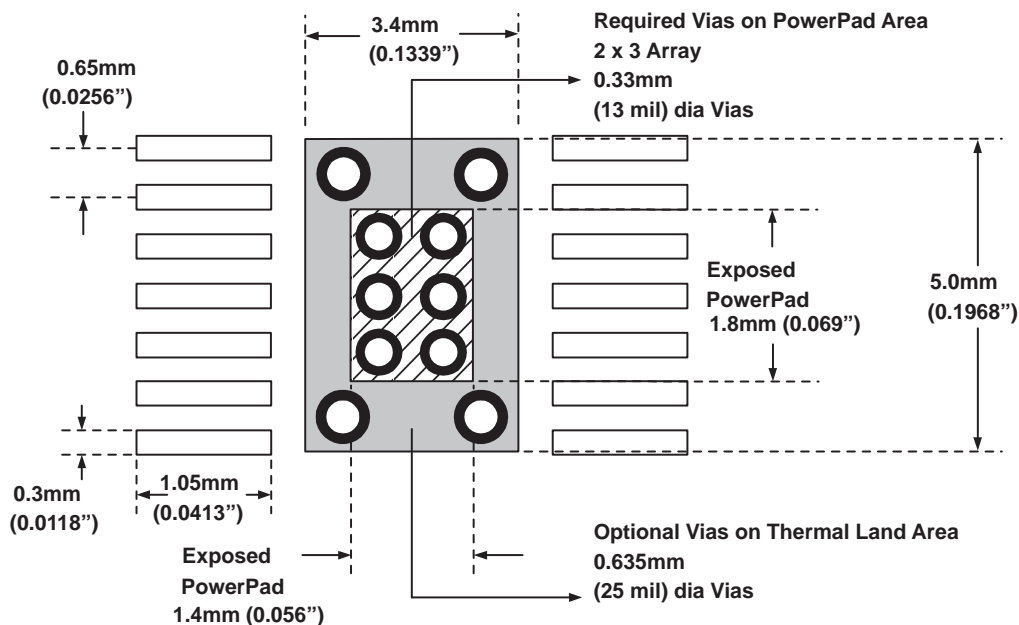 3.4mm
(0.1339”)
Required Vias on PowerPad Area
2 x 3 Array
0.33mm
(13 mil) dia Vias
0.65mm
(0.0256”)
Exposed
PowerPad
1.8mm (0.069”)
5.0mm
(0.1968”)
0.3mm
(0.0118”)
1.05mm
(0.0413”)
Exposed
PowerPad
1.4mm (0.056”)
Optional Vias on Thermal Land Area
0.635mm
(25 mil) dia Vias